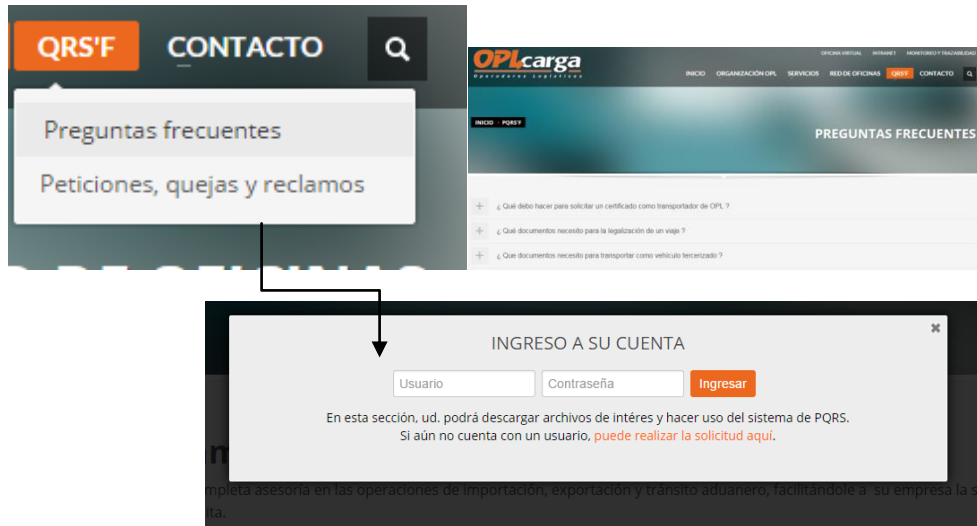 QRS'F CONTACTO
Preguntas frecuentes
Peticiones, quejas y reclamos
OPLcarga
Operadores Logísticos
OFICINA VIRTUAL INTRANET MONITOREO Y TRAZABILIDAD
INICIO ORGANIZACIÓN OPL SERVICIOS RED DE OFICINAS QRS'F CONTACTO
INICIO · PQRS'F
PREGUNTAS FRECUENTES
¿ Qué debo hacer para solicitar un certificado como transportador de OPL ?
¿ Qué documentos necesito para la legalización de un viaje ?
¿ Que documentos necesito para transportar como vehículo tercerizado ?
INGRESO A SU CUENTA
Usuario Contraseña Ingresar
En esta sección, ud. podrá descargar archivos de intéres y hacer uso del sistema de PQRS.
Si aún no cuenta con un usuario, puede realizar la solicitud aquí.
mpleta asesoría en las operaciones de importación, exportación y tránsito aduanero, facilitándole a su empresa la s